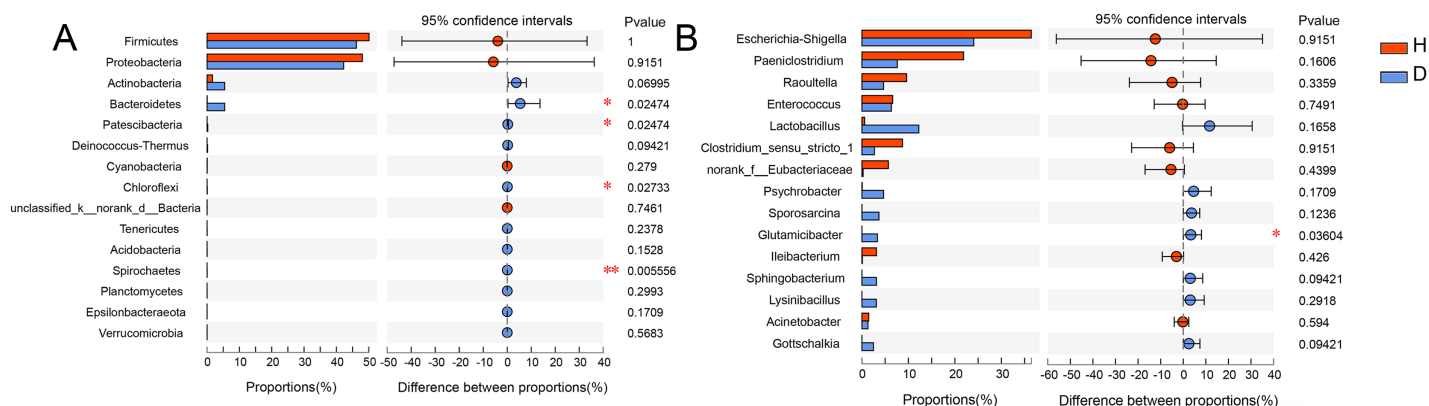 A
95% confidence intervals
Pvalue
Firmicutes
1
Proteobacteria
0.9151
Actinobacteria
0.06995
Bacteroidetes
* 0.02474
Patescibacteria
* 0.02474
Deinococcus-Thermus
0.09421
Cyanobacteria
0.279
Chloroflexi
* 0.02733
unclassified_k__norank_d__Bacteria
0.7461
Tenericutes
0.2378
Acidobacteria
0.1528
Spirochaetes
** 0.005556
Planctomycetes
0.2993
Epsilonbacteraeota
0.1709
Verrucomicrobia
0.5683
0 10 20 30 40 50
-50 -40 -30 -20 -10 0 10 20 30 40
Proportions(%)
Difference between proportions(%)
B
95% confidence intervals
Pvalue
Escherichia-Shigella
0.9151
Paeniclostridium
0.1606
Raoultella
0.3359
Enterococcus
0.7491
Lactobacillus
0.1658
Clostridium_sensu_stricto_1
0.9151
norank_f__Eubacteriaceae
0.4399
Psychrobacter
0.1709
Sporosarcina
0.1236
Glutamicibacter
* 0.03604
Ileibacterium
0.426
Sphingobacterium
0.09421
Lysinibacillus
0.2918
Acinetobacter
0.594
Gottschalkia
0.09421
0 10 20 30
-60 -50 -40 -30 -20 -10 0 10 20 30 40
Proportions(%)
Difference between proportions(%)
H
D